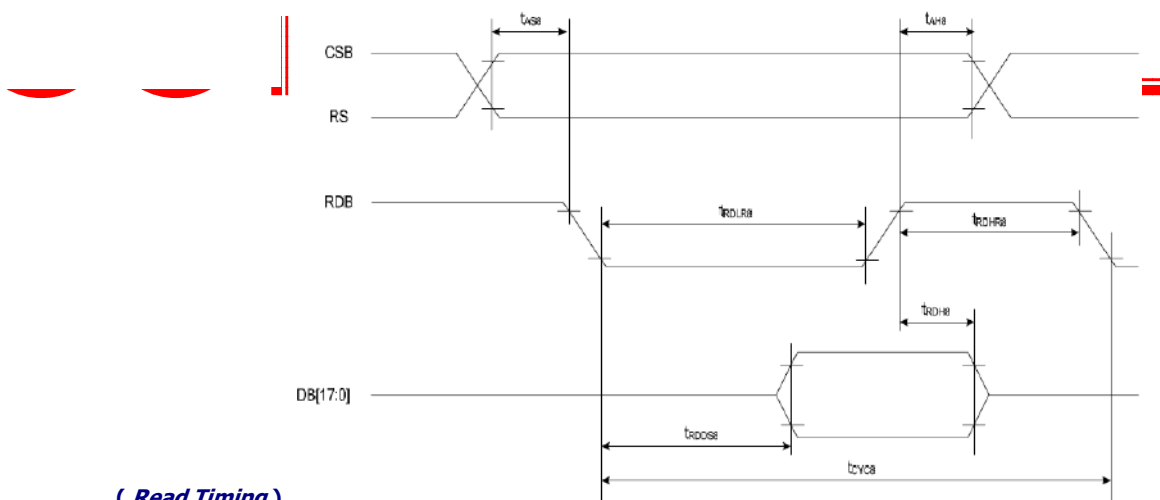 tAS8 tAH8
CSB
RS
RDB
tRDLR8 tRDHR8
tRDH8
DB[17:0]
tRDDS8
tCYC8
( Read Timing )